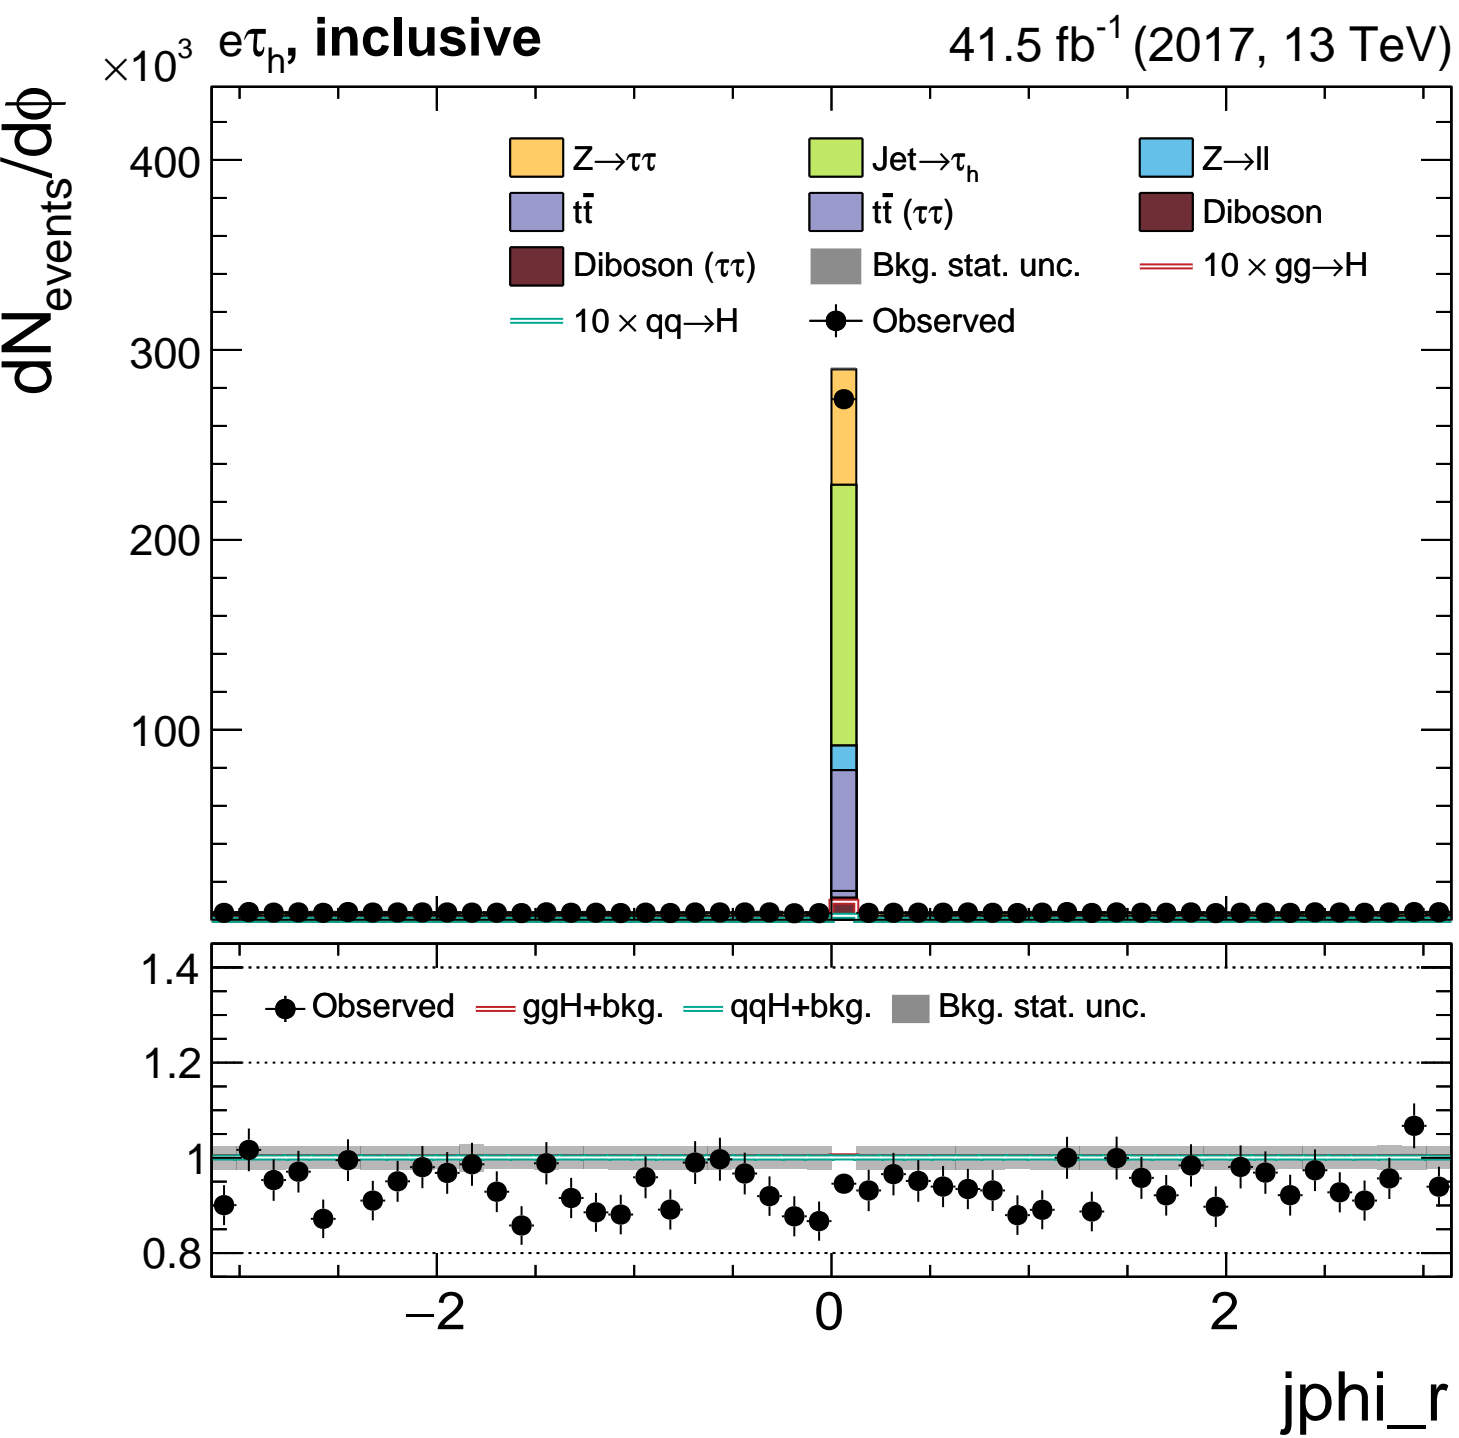 ×10³ eτₕ, inclusive 41.5 fb⁻¹ (2017, 13 TeV)
dN_events/dϕ
400
300
200
100
Z→ττ Jet→τₕ Z→ll
tt̄ tt̄ (ττ) Diboson
Diboson (ττ) Bkg. stat. unc. 10 × gg→H
10 × qq→H Observed
1.4
1.2
1
0.8
Observed ggH+bkg. qqH+bkg. Bkg. stat. unc.
−2 0 2
jphi_r